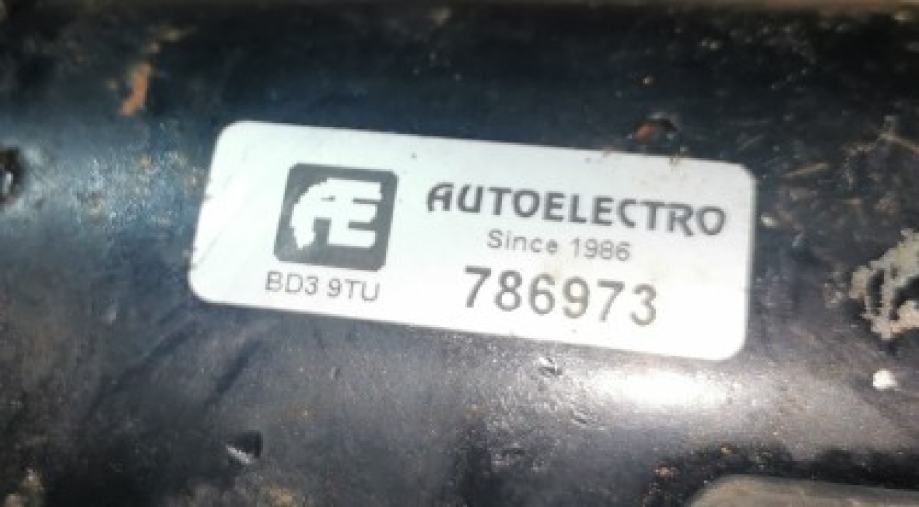 AE
AUTOELECTRO
Since 1986
BD3 9TU
786973